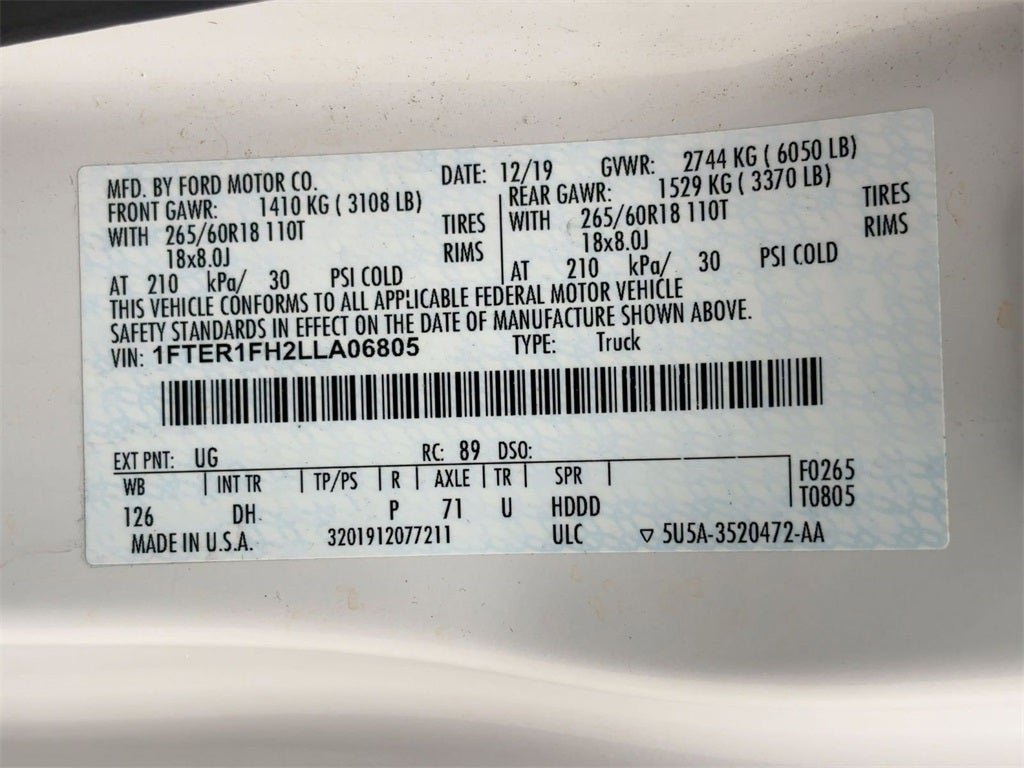 MFD. BY FORD MOTOR CO. DATE: 12/19 GVWR: 2744 KG ( 6050 LB)
FRONT GAWR: 1410 KG ( 3108 LB) REAR GAWR: 1529 KG ( 3370 LB)
WITH 265/60R18 110T TIRES WITH 265/60R18 110T TIRES
18x8.0J RIMS 18x8.0J RIMS
AT 210 kPa/ 30 PSI COLD AT 210 kPa/ 30 PSI COLD
THIS VEHICLE CONFORMS TO ALL APPLICABLE FEDERAL MOTOR VEHICLE
SAFETY STANDARDS IN EFFECT ON THE DATE OF MANUFACTURE SHOWN ABOVE.
VIN: 1FTER1FH2LLA06805 TYPE: Truck
EXT PNT: UG RC: 89 DSO:
WB INT TR TP/PS R AXLE TR SPR F0265
126 DH P 71 U HDDD T0805
MADE IN U.S.A. 3201912077211 ULC ▽ 5U5A-3520472-AA